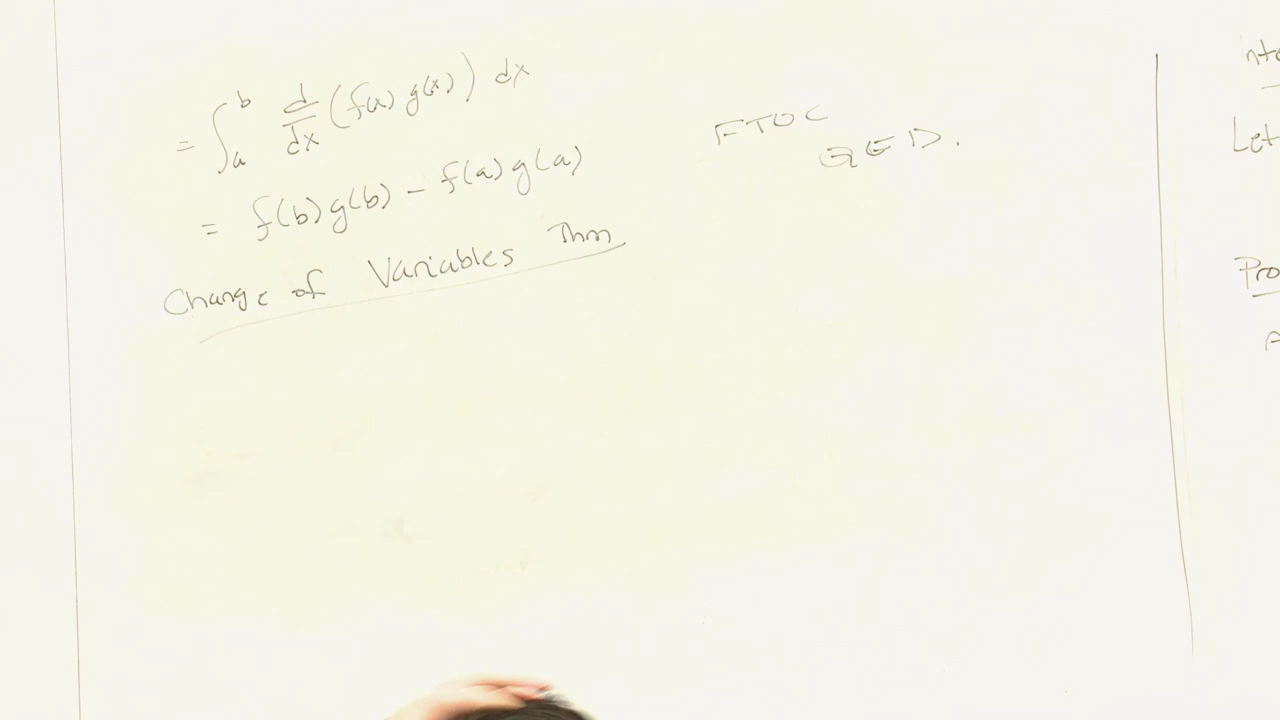 = ∫_a^b d/dx (f(x) g(x)) dx
FTOC
= f(b)g(b) - f(a)g(a)
QED.
Change of Variables Thm
Let
Pro